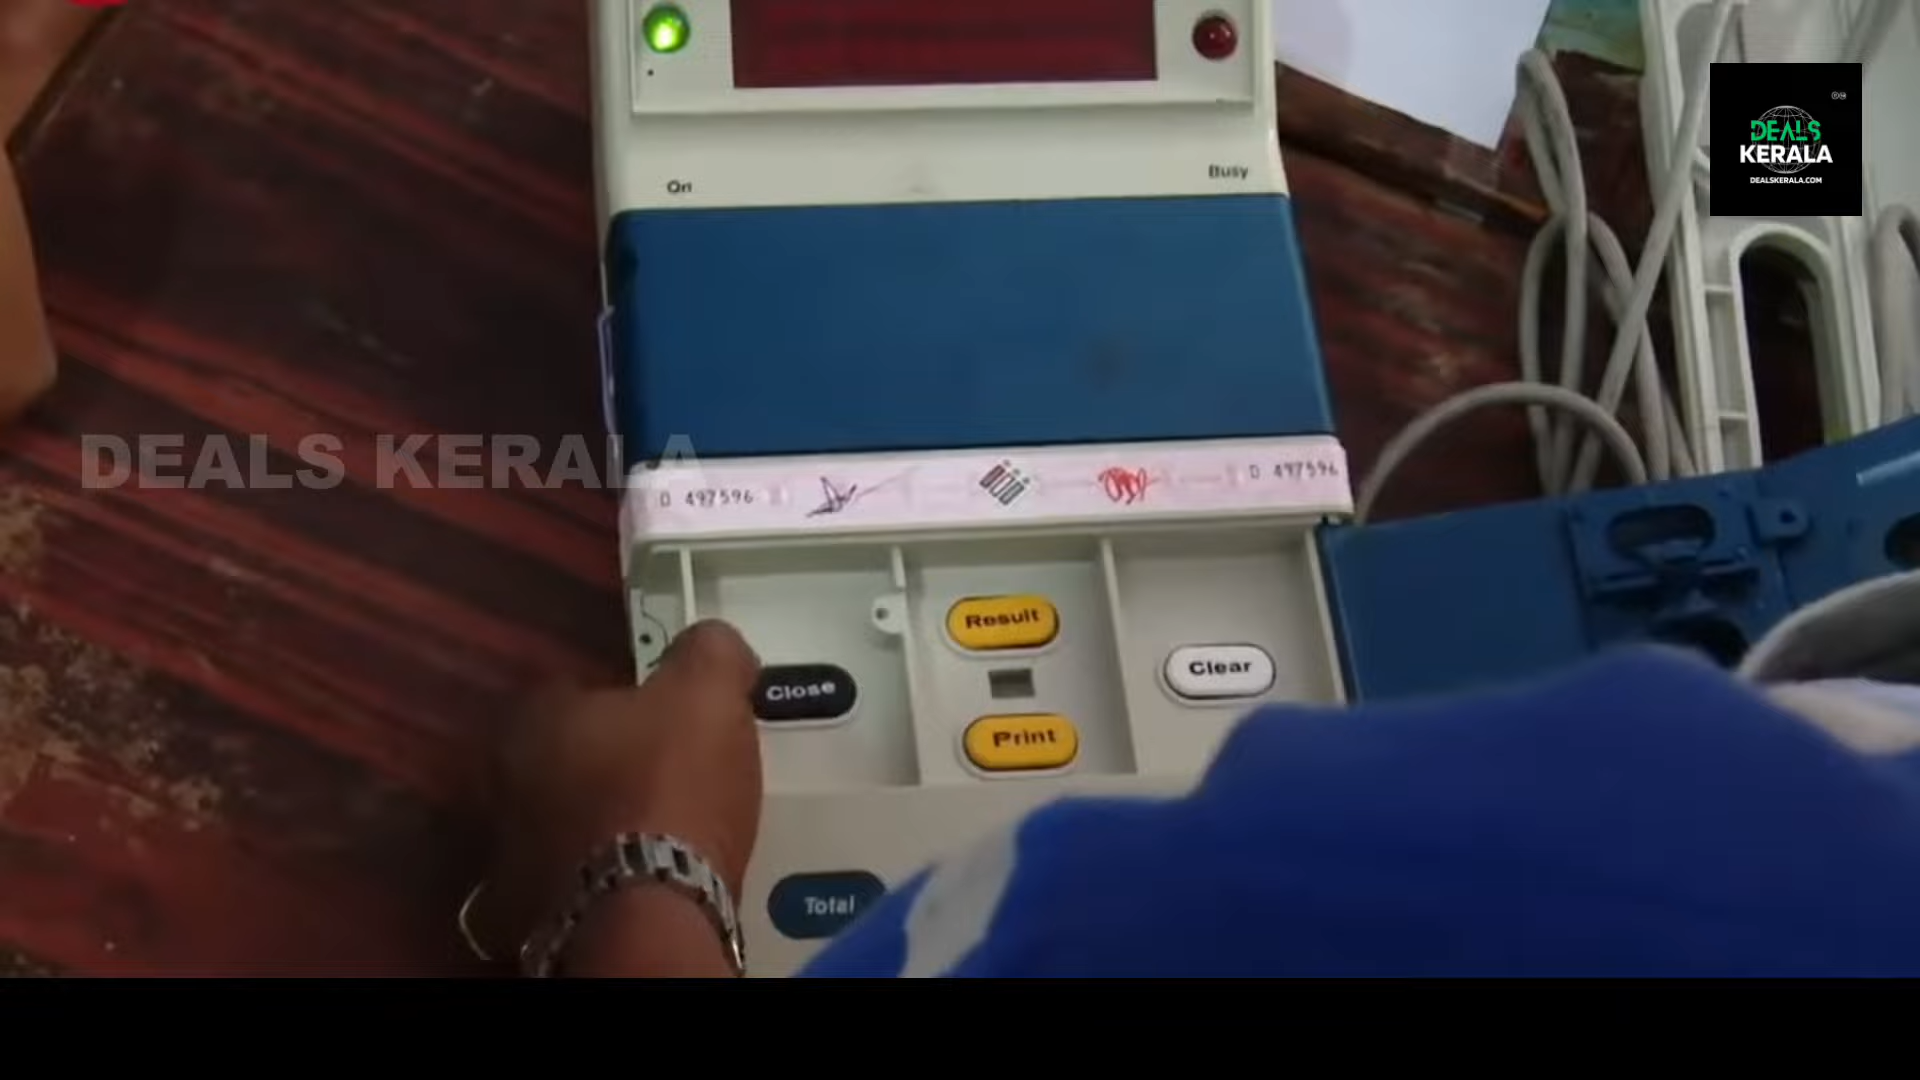 DEALS
KERALA
DEALSKERALA.COM
On
Busy
DEALS KERALA
D 497596
D 497596
Result
Close
Clear
Print
Total